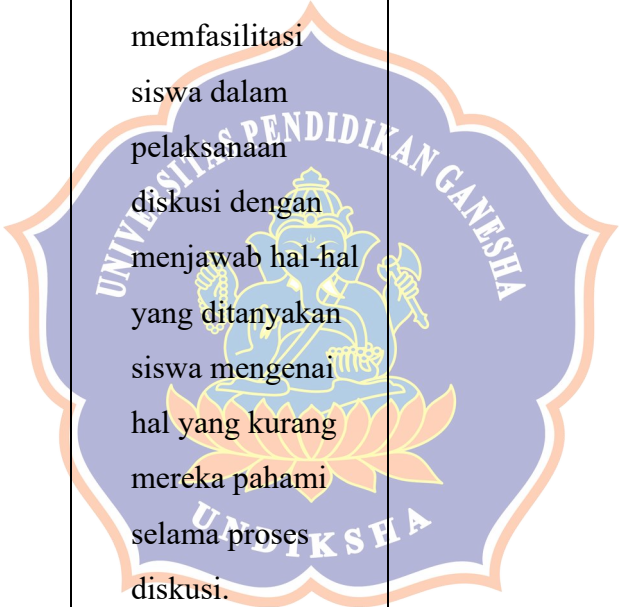 memfasilitasi
siswa dalam
pelaksanaan
diskusi dengan
menjawab hal-hal
yang ditanyakan
siswa mengenai
hal yang kurang
mereka pahami
selama proses
diskusi.
UNIVERSITAS PENDIDIKAN GANESHA
UNDIKSHA